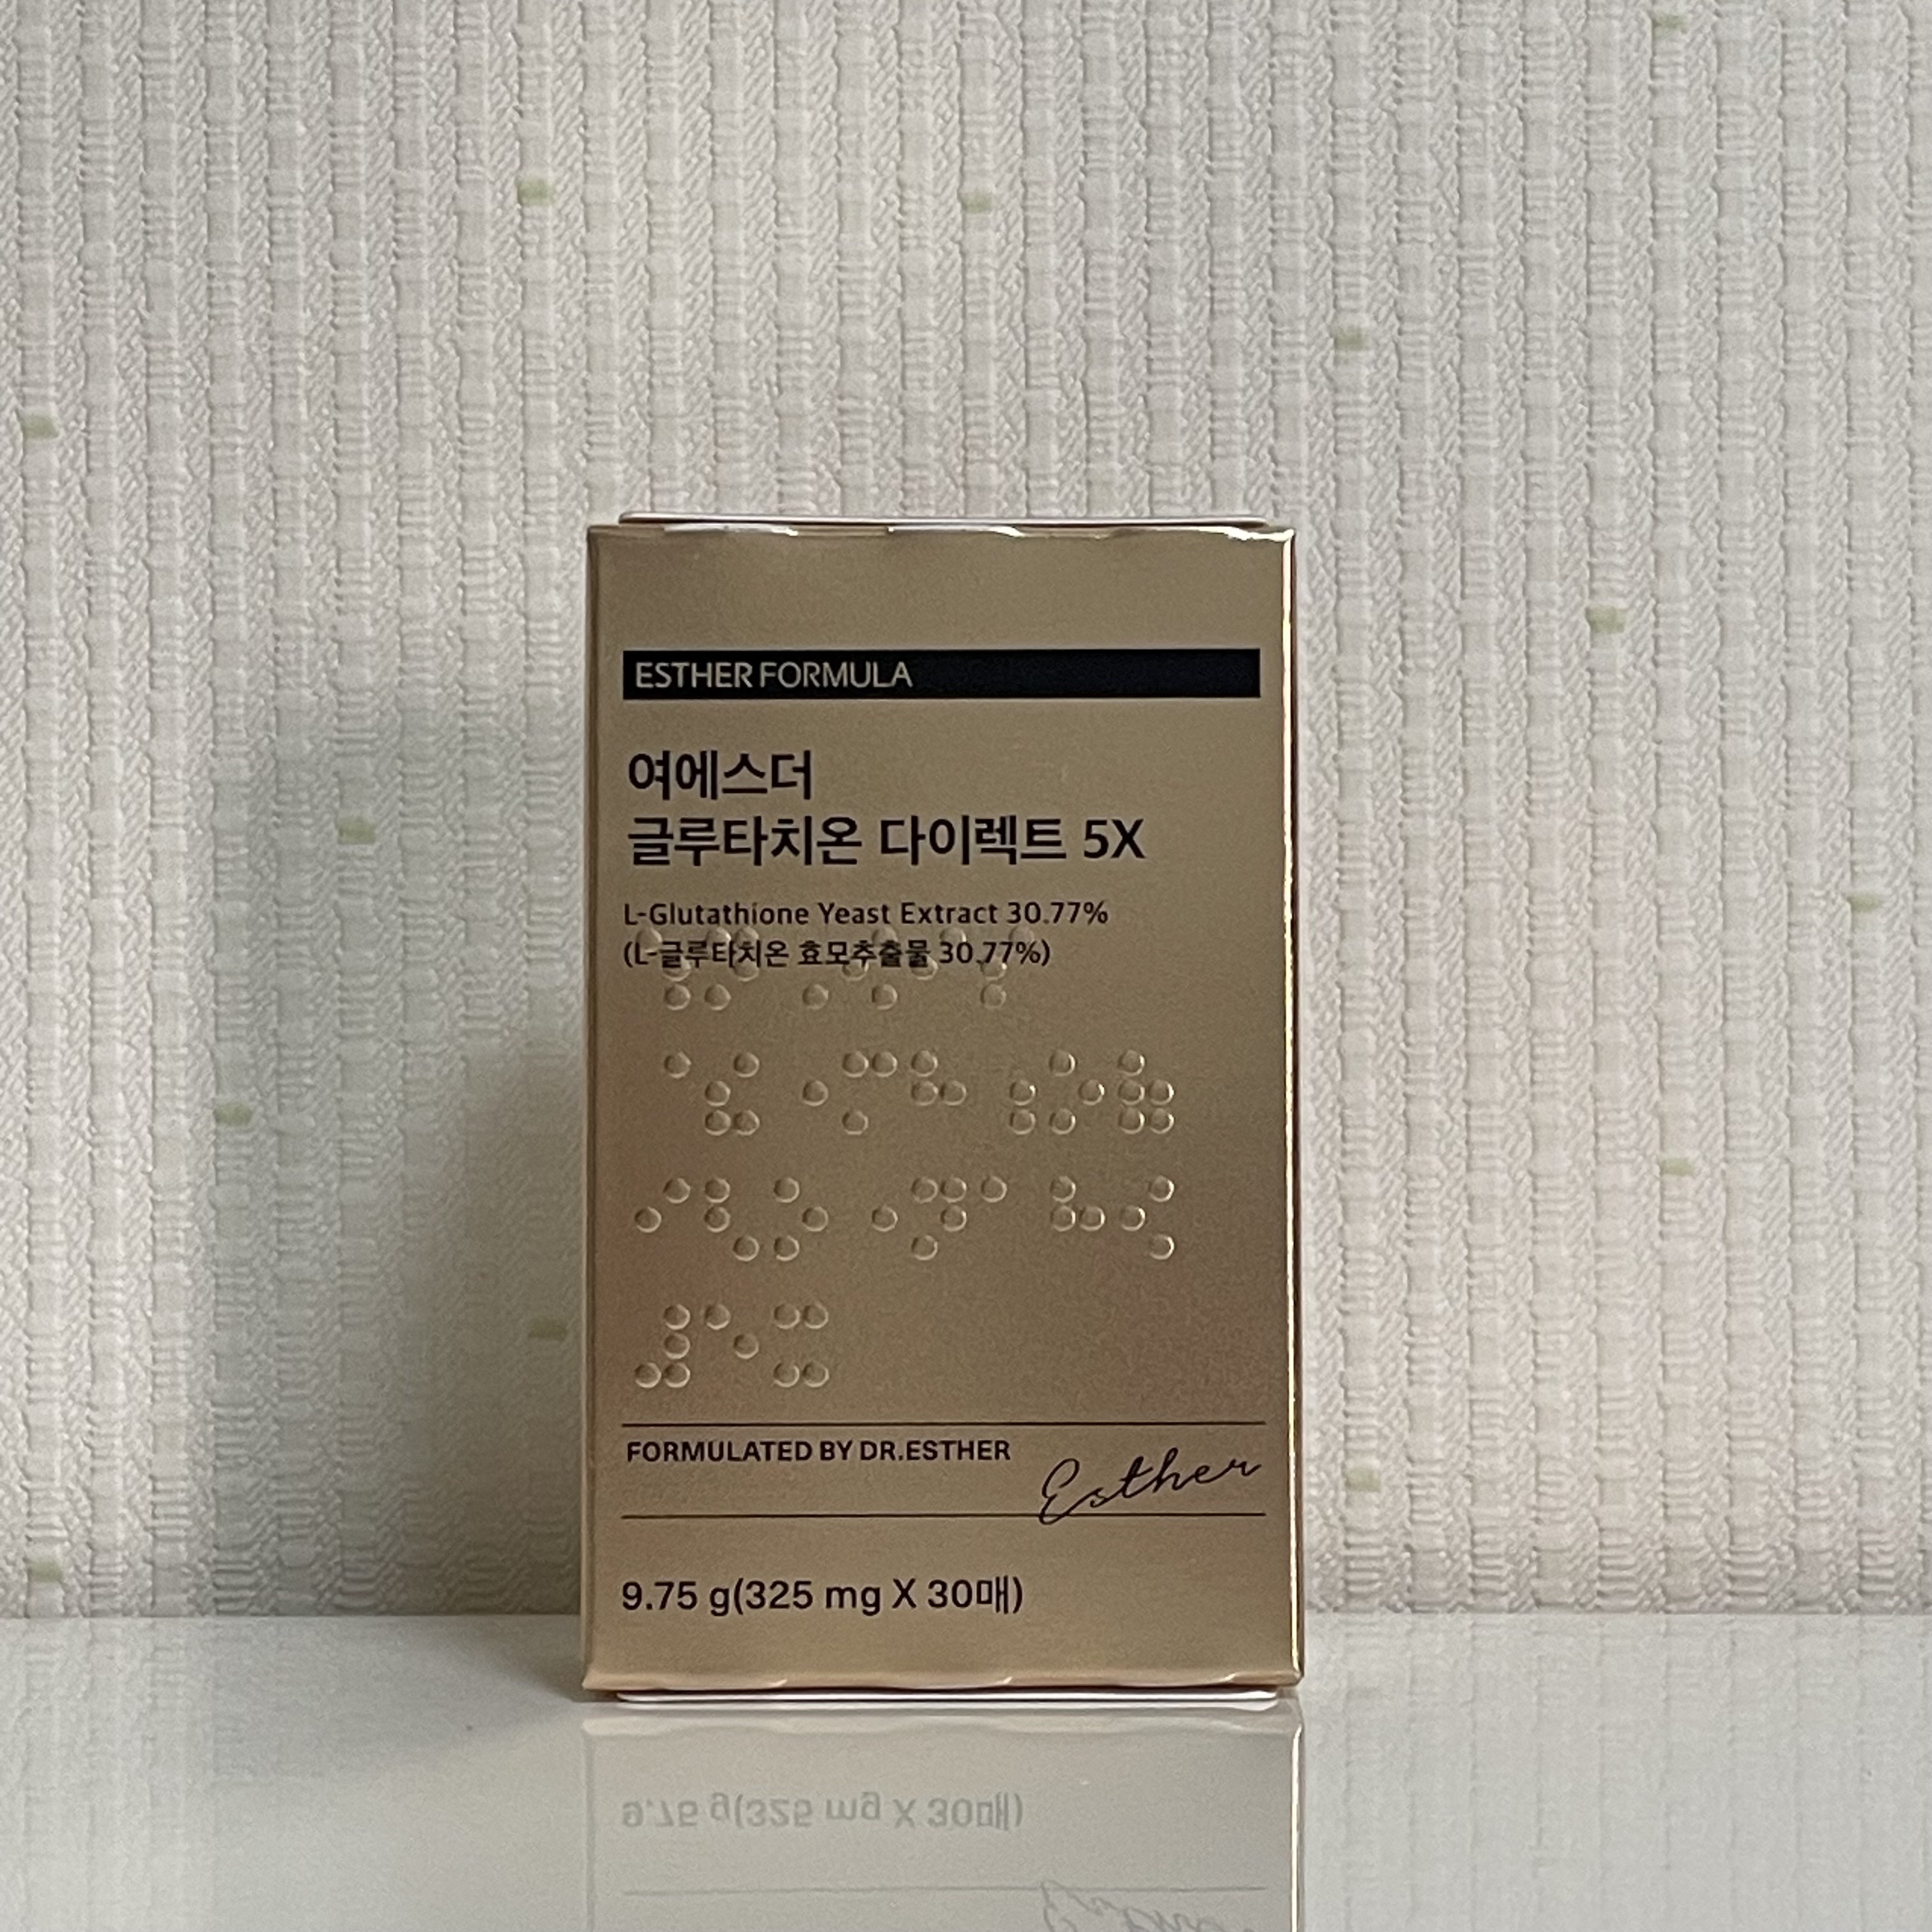 ESTHER FORMULA
여에스더
글루타치온 다이렉트 5X
L-Glutathione Yeast Extract 30.77%
(L-글루타치온 효모추출물 30.77%)
FORMULATED BY DR.ESTHER
Esther
9.75 g(325 mg X 30매)